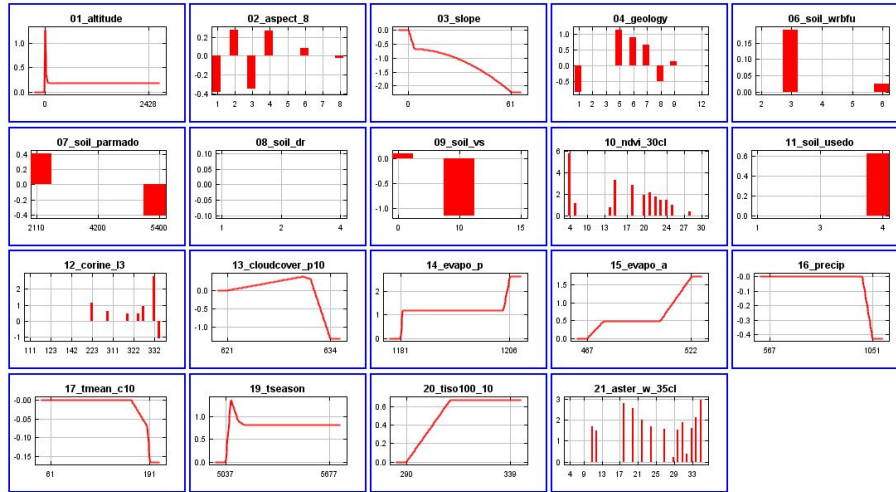 01_altitude
1.0
0.5
0.0
0
2428
02_aspect_8
0.2
0.0
-0.2
-0.4
1 2 3 4 5 6 7 8
03_slope
0.0
-0.5
-1.0
-1.5
-2.0
0
61
04_geology
1.0
0.5
0.0
-0.5
1 2 3 4 5 6 7 8 9 12
06_soil_wrbfu
0.15
0.10
0.05
0.00
2 3 4 5 6
07_soil_parmado
0.4
0.2
0.0
-0.2
-0.4
2110 4200 5400
08_soil_dr
0.10
0.05
0.00
-0.05
-0.10
1 2 4
09_soil_vs
0.0
-0.5
-1.0
0 10 15
10_ndvi_30cl
6
4
2
0
4 7 10 13 17 20 24 27 30
11_soil_usedo
0.6
0.4
0.2
0.0
1 3 4
12_corine_l3
2
1
0
-1
111 123 142 223 311 322 332
13_cloudcover_p10
0.0
-0.5
-1.0
621 634
14_evapo_p
2
1
0
1181 1206
15_evapo_a
1.5
1.0
0.5
0.0
467 522
16_precip
-0.0
-0.1
-0.2
-0.3
-0.4
567 1051
17_tmean_c10
-0.00
-0.05
-0.10
-0.15
61 191
19_tseason
1.0
0.5
0.0
5037 5677
20_tiso100_10
0.6
0.4
0.2
0.0
290 339
21_aster_w_35cl
3
2
1
0
4 8 11 14 18 21 25 29 33